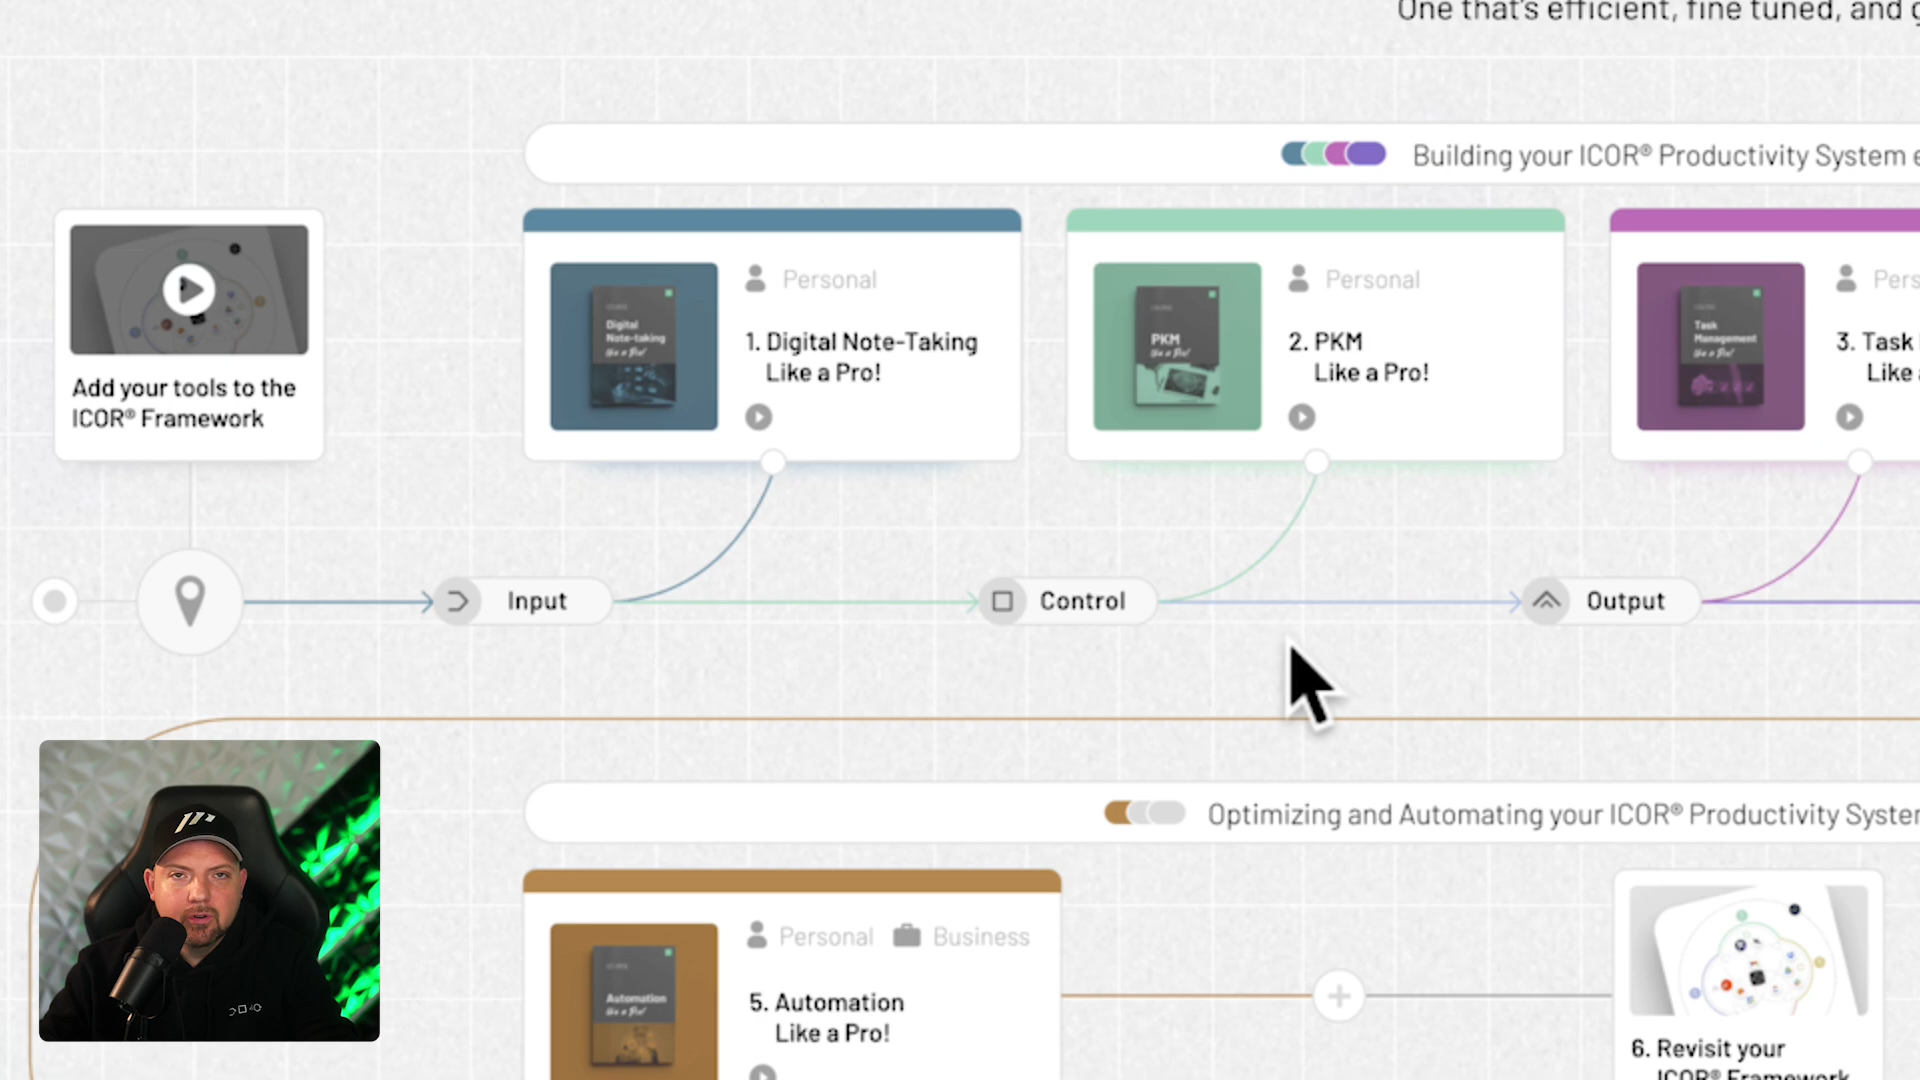 One that's efficient, fine tuned, and
Building your ICOR® Productivity System
Add your tools to the
ICOR® Framework
Personal
1. Digital Note-Taking
Like a Pro!
Digital
Note-taking
like a Pro!
Personal
2. PKM
Like a Pro!
PKM
like a Pro!
Pers
3. Task
Like
Task
Management
like a Pro!
Input
Control
Output
Optimizing and Automating your ICOR® Productivity System
Personal
Business
5. Automation
Like a Pro!
Automation
like a Pro!
6. Revisit your
ICOR® Framework